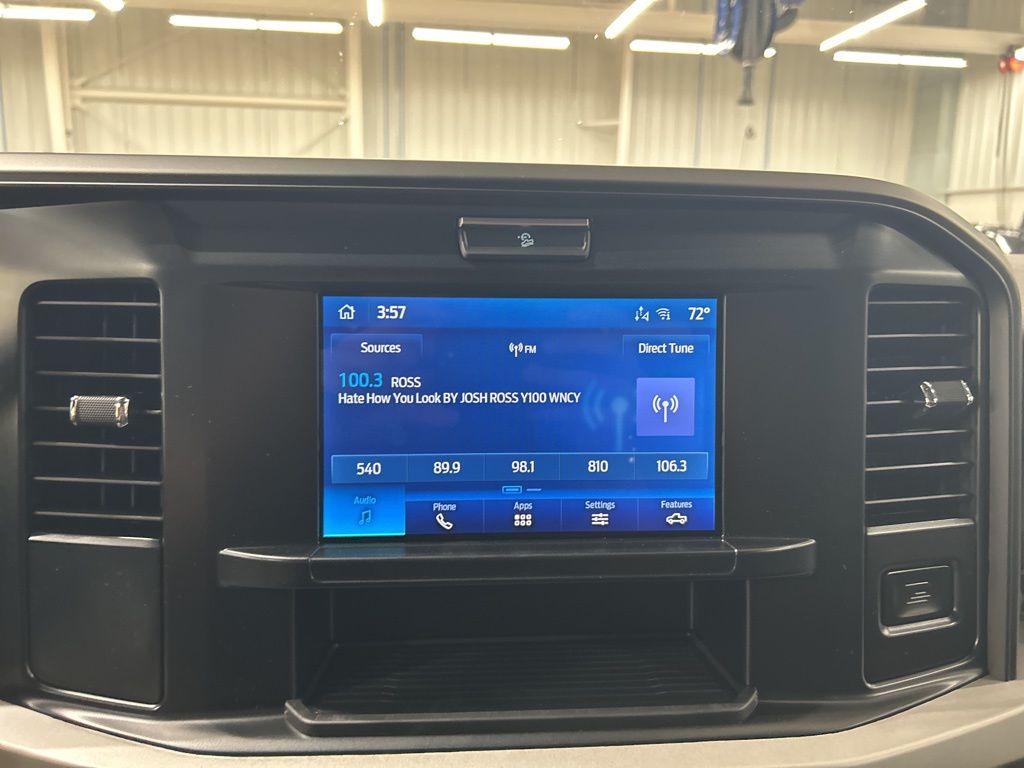 3:57
72°
Sources
FM
Direct Tune
100.3 ROSS
Hate How You Look BY JOSH ROSS Y100 WNCY
540 89.9 98.1 810 106.3
Audio Phone Apps Settings Features